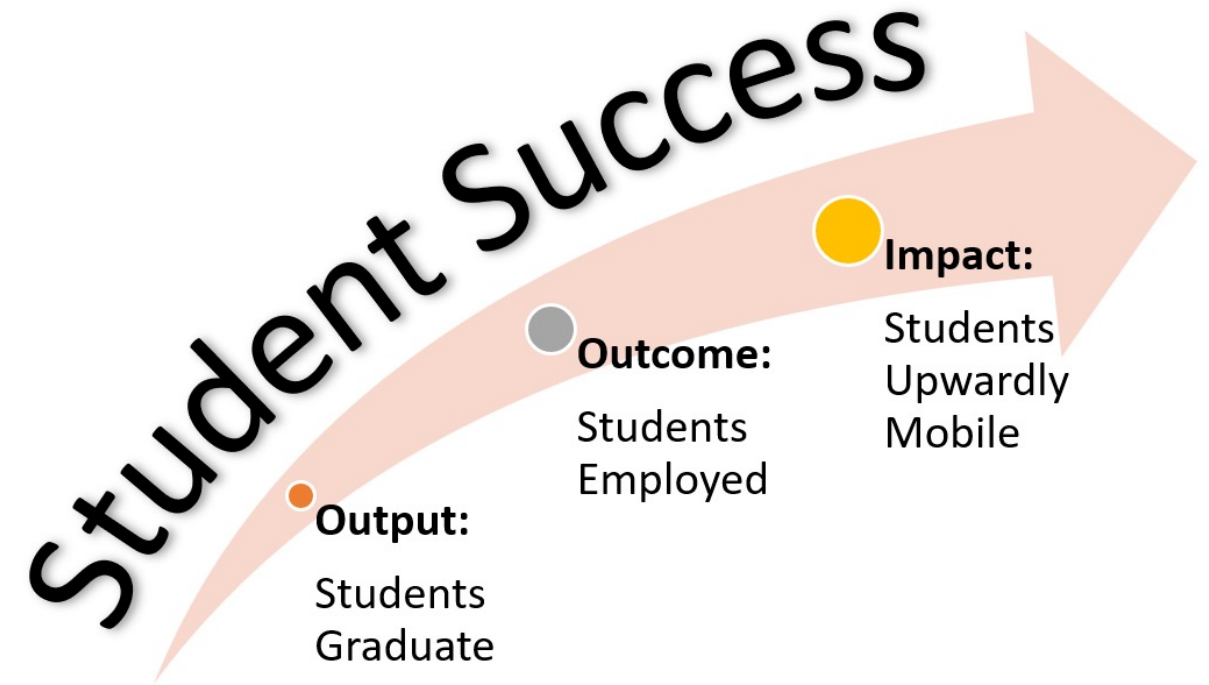 Student Success
Output:
Students
Graduate
Outcome:
Students
Employed
Impact:
Students
Upwardly
Mobile